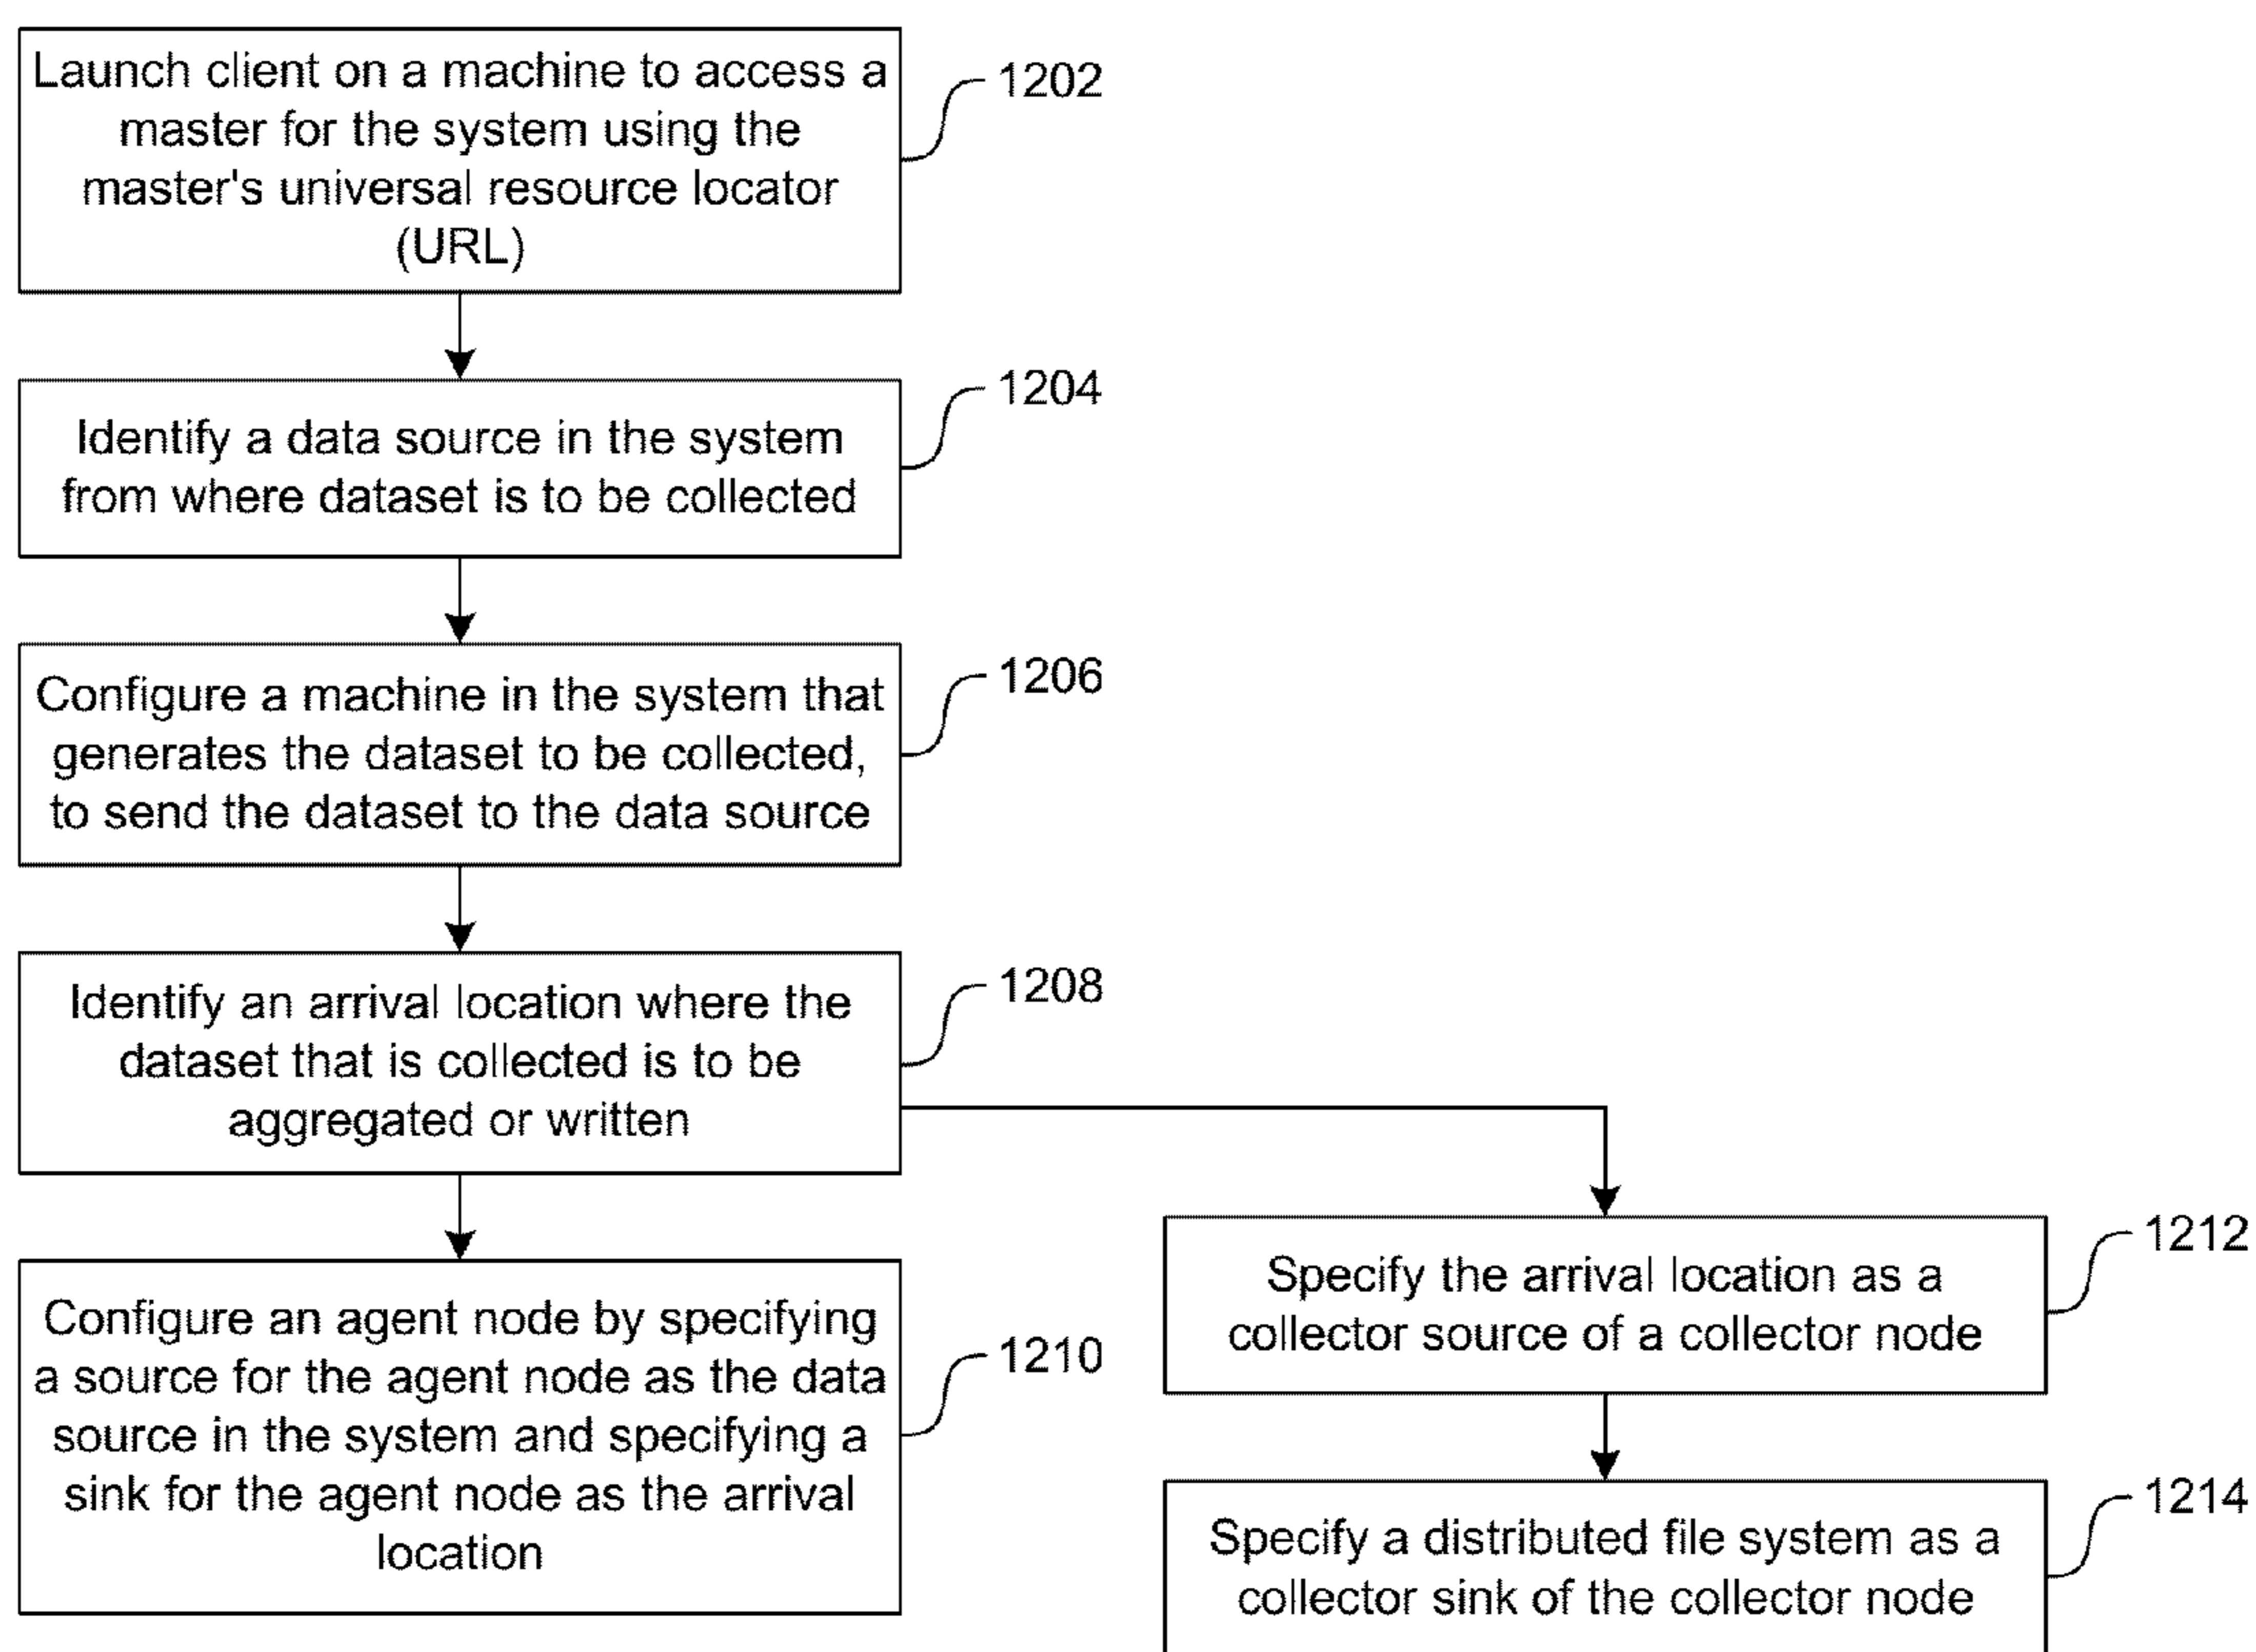 Launch client on a machine to access a
master for the system using the
master's universal resource locator
(URL)
1202
Identify a data source in the system
from where dataset is to be collected
1204
Configure a machine in the system that
generates the dataset to be collected,
to send the dataset to the data source
1206
Identify an arrival location where the
dataset that is collected is to be
aggregated or written
1208
Configure an agent node by specifying
a source for the agent node as the data
source in the system and specifying a
sink for the agent node as the arrival
location
1210
Specify the arrival location as a
collector source of a collector node
1212
Specify a distributed file system as a
collector sink of the collector node
1214